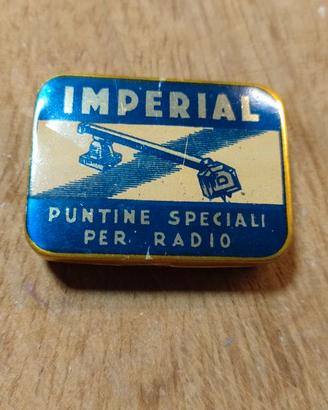 IMPERIAL
PUNTINE SPECIALI
PER RADIO